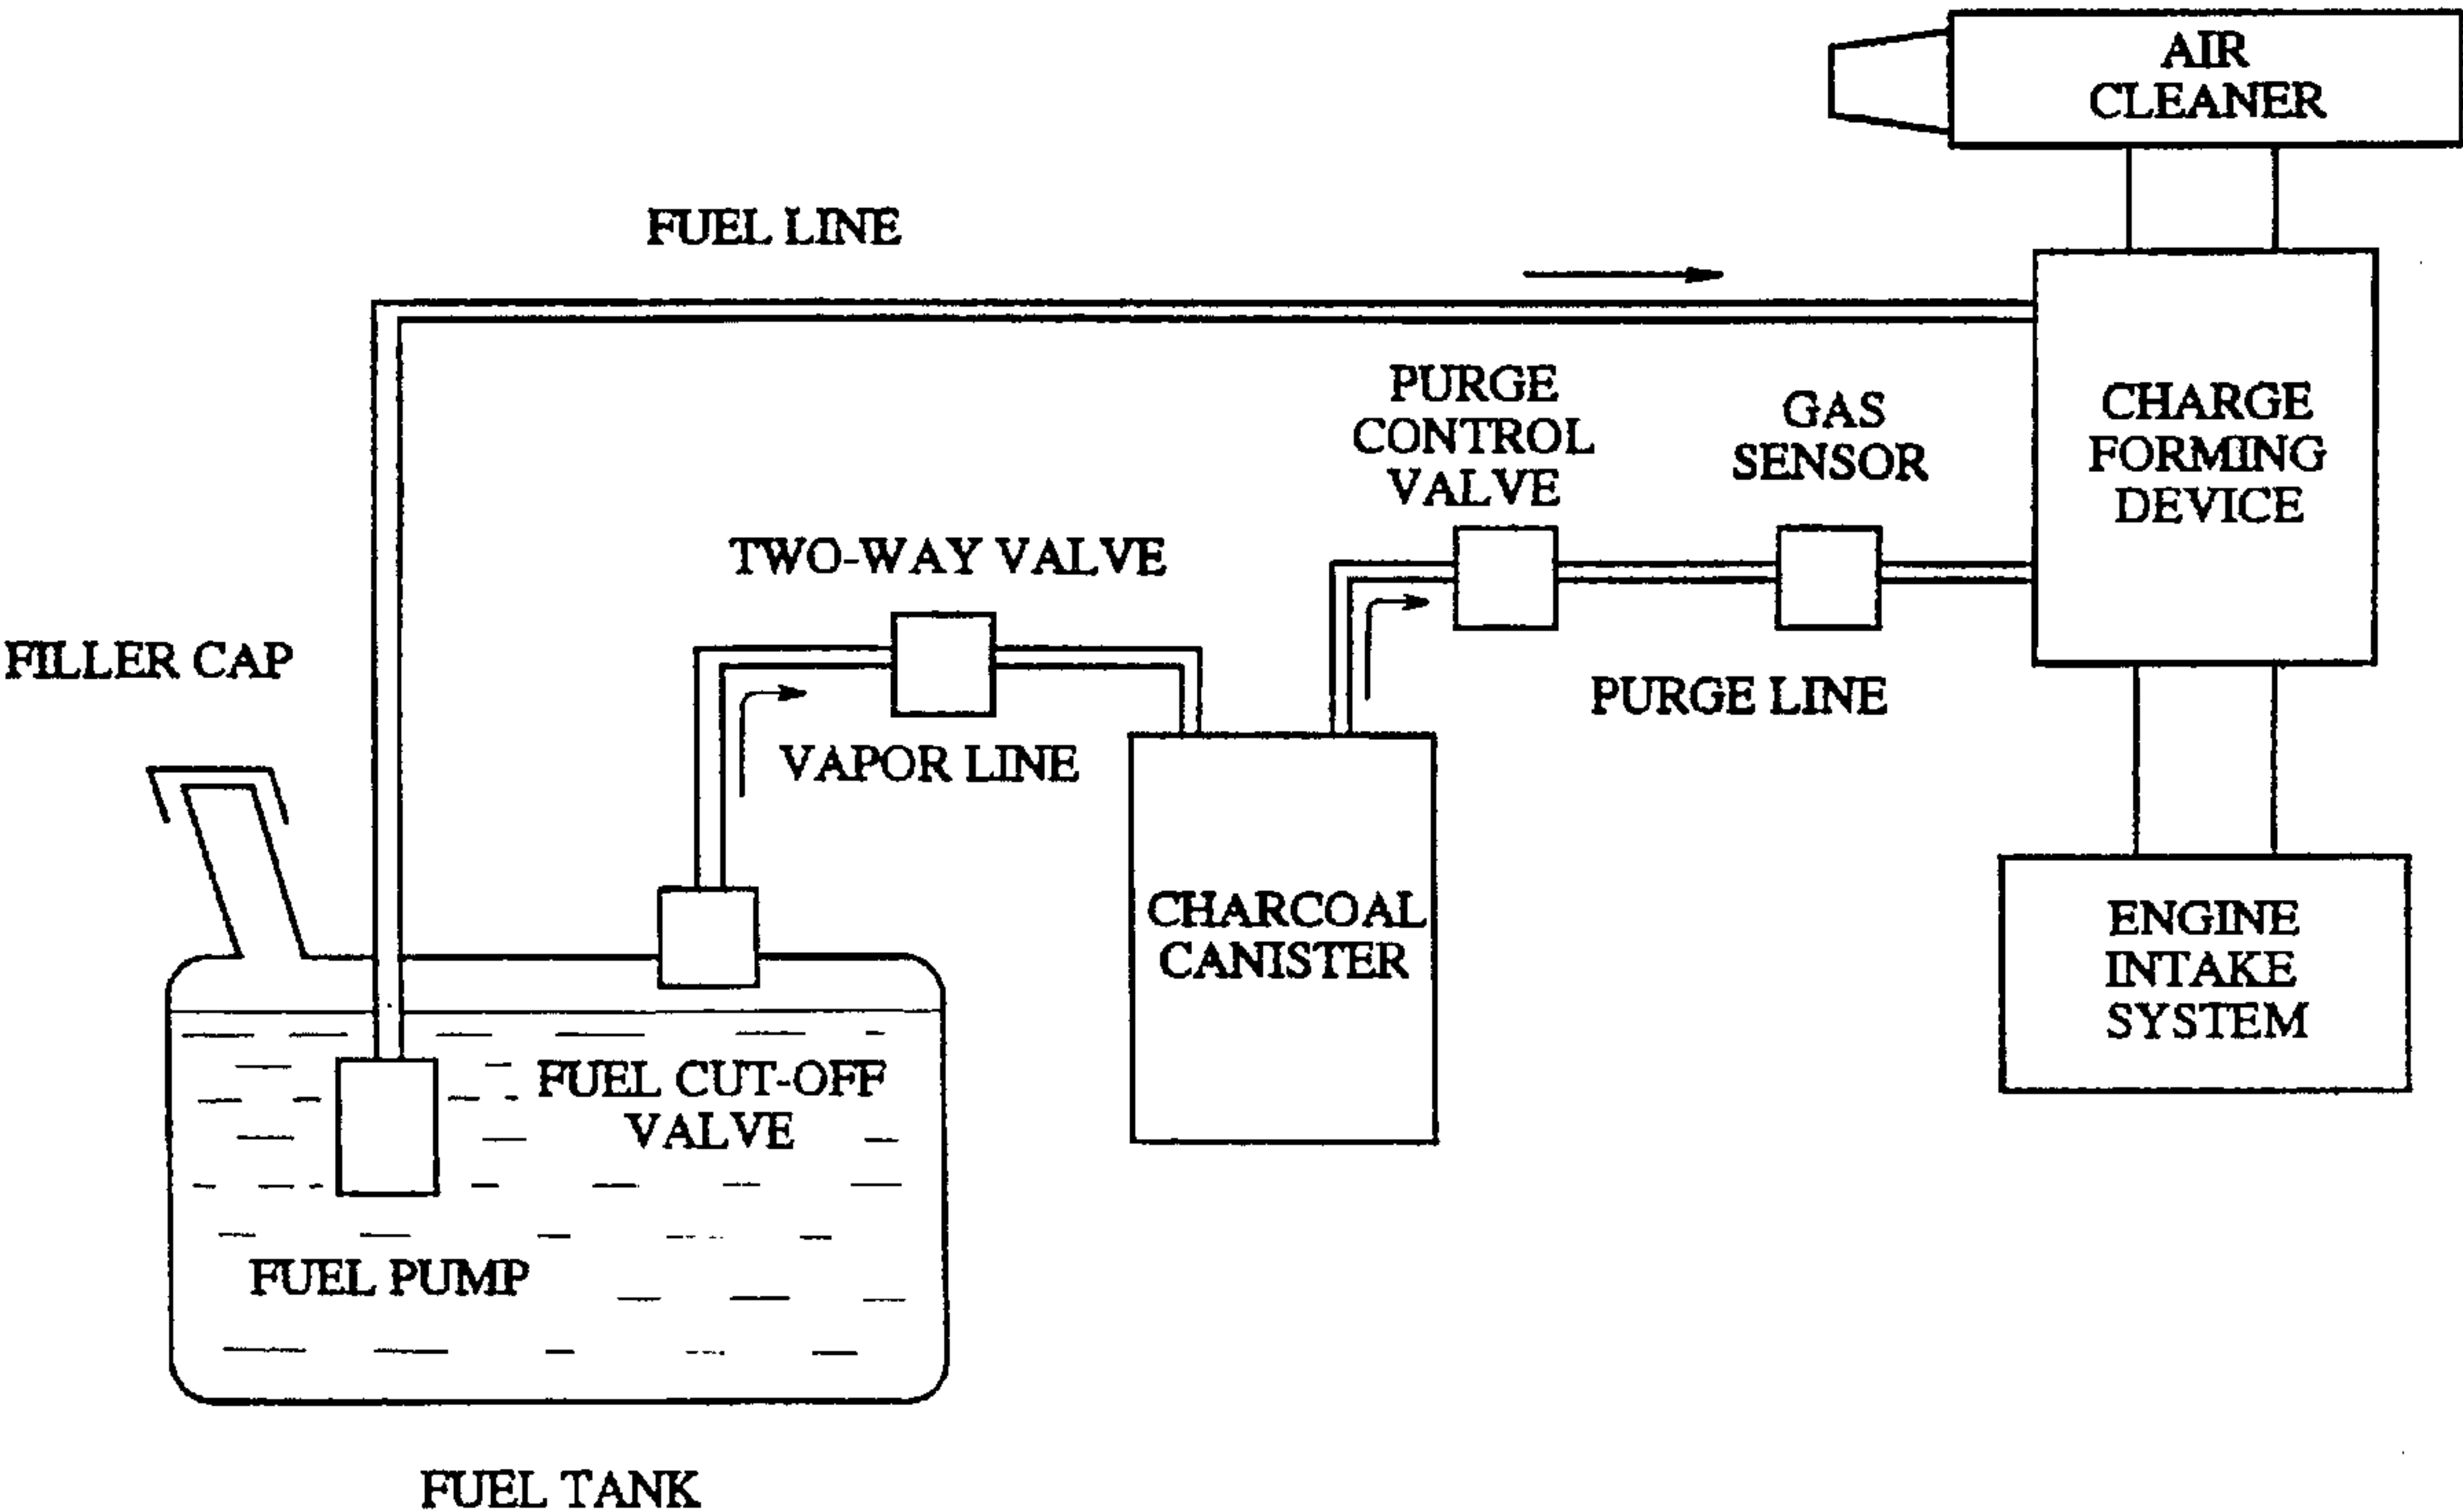 AIR
CLEANER
FUEL LINE
PURGE
CONTROL
VALVE
GAS
SENSOR
CHARGE
FORMING
DEVICE
TWO-WAY VALVE
FILLER CAP
PURGE LINE
VAPOR LINE
CHARCOAL
CANISTER
ENGINE
INTAKE
SYSTEM
FUEL CUT-OFF
VALVE
FUEL PUMP
FUEL TANK